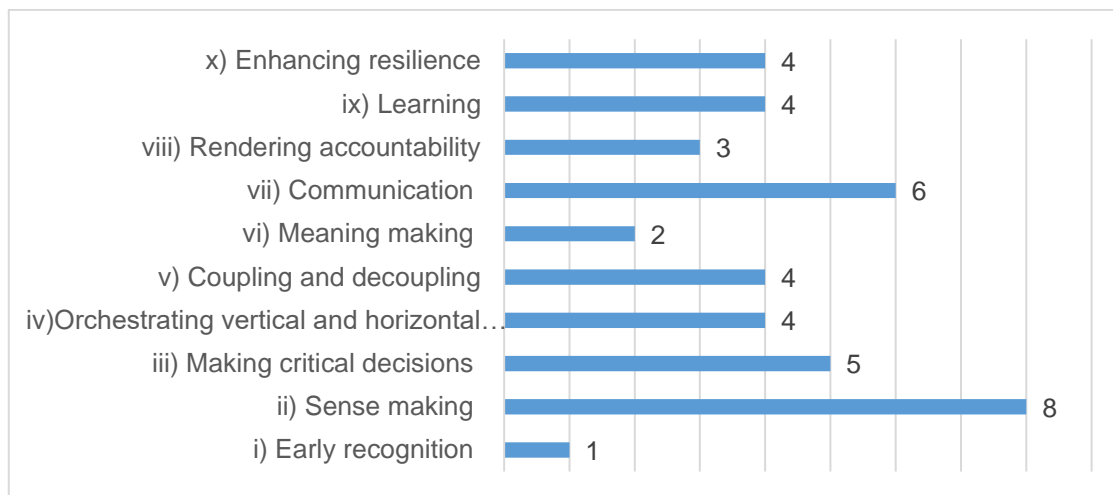 x) Enhancing resilience 4
ix) Learning 4
viii) Rendering accountability 3
vii) Communication 6
vi) Meaning making 2
v) Coupling and decoupling 4
iv)Orchestrating vertical and horizontal… 4
iii) Making critical decisions 5
ii) Sense making 8
i) Early recognition 1